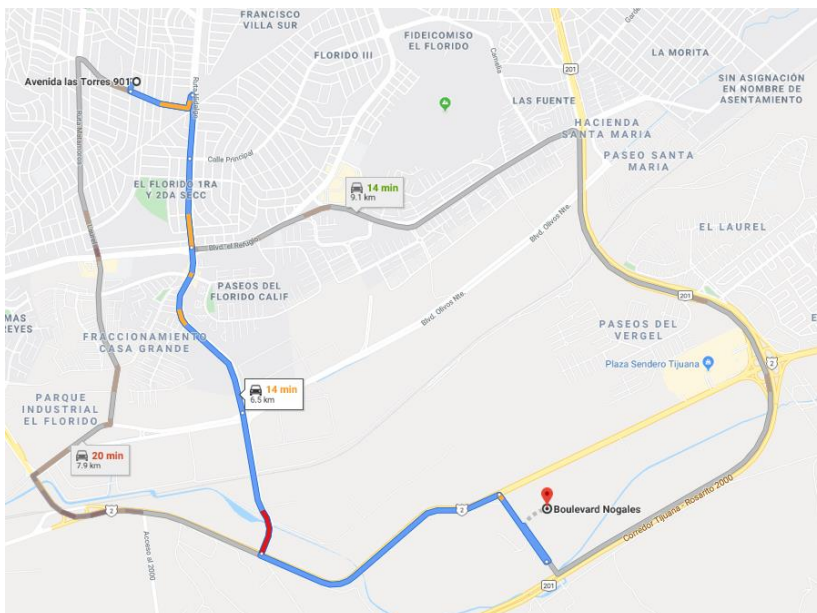 FRANCISCO
VILLA SUR
FIDEICOMISO
EL FLORIDO
FLORIDO III
Camelia
201
LA MORITA
SIN ASIGNACIÓN
EN NOMBRE DE
ASENTAMIENTO
Avenida las Torres 901
Ruta Hidalgo
LAS FUENTE
HACIENDA
SANTA MARIA
PASEO SANTA
MARIA
Ruta Matamoros
Calle Principal
EL FLORIDO 1RA
Y 2DA SECC
14 min
9.1 km
EL LAUREL
Blvd. el Refugio
Blvd. Olivos Nte.
PASEOS DEL
FLORIDO CALIF
Blvd. Olivos Nte.
201
MAS
REYES
FRACCIONAMIENTO
CASA GRANDE
PASEOS DEL
VERGEL
Plaza Sendero Tijuana
2
PARQUE
INDUSTRIAL
EL FLORIDO
14 min
6.5 km
20 min
7.9 km
2
2
Boulevard Nogales
Acceso al 2000
Corredor Tijuana - Rosarito 2000
201